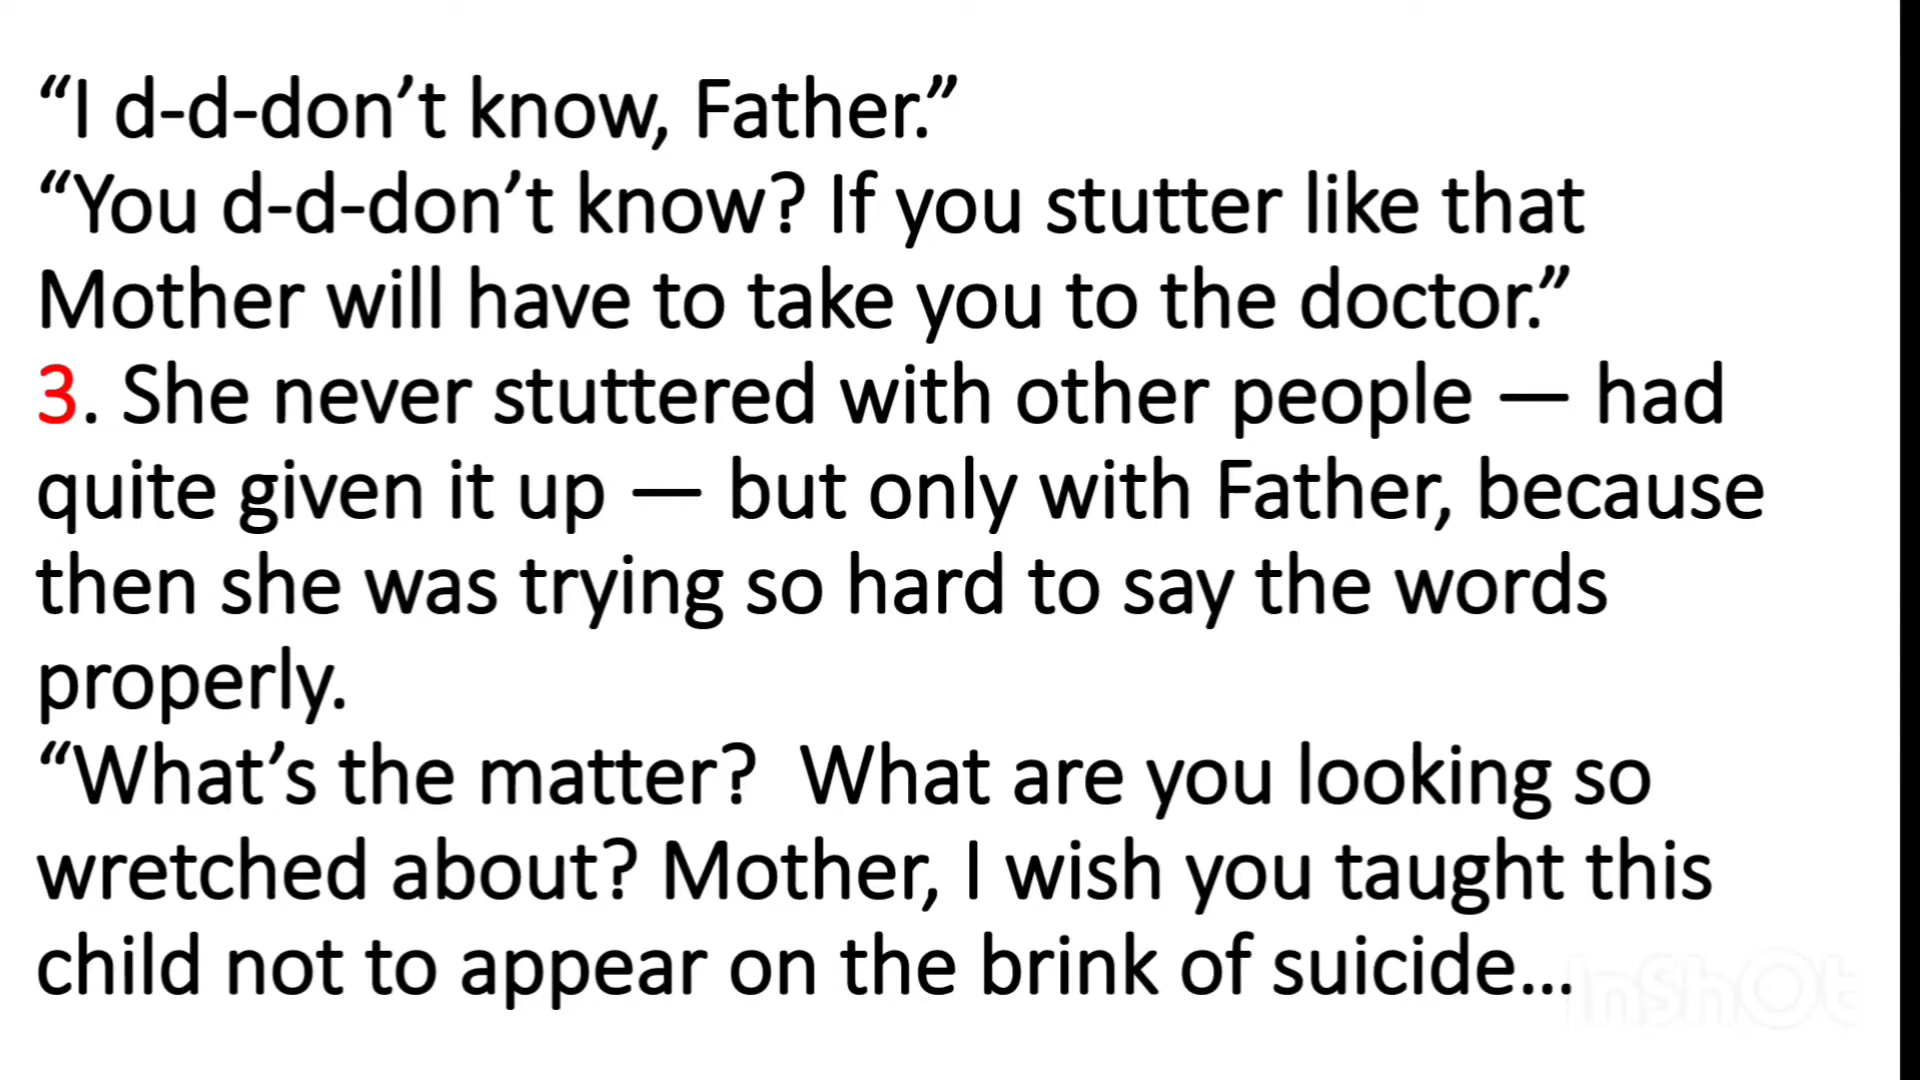 “I d-d-don’t know, Father.”
“You d-d-don’t know? If you stutter like that
Mother will have to take you to the doctor.”
3. She never stuttered with other people — had
quite given it up — but only with Father, because
then she was trying so hard to say the words
properly.
“What’s the matter?  What are you looking so
wretched about? Mother, I wish you taught this
child not to appear on the brink of suicide...
InShOt